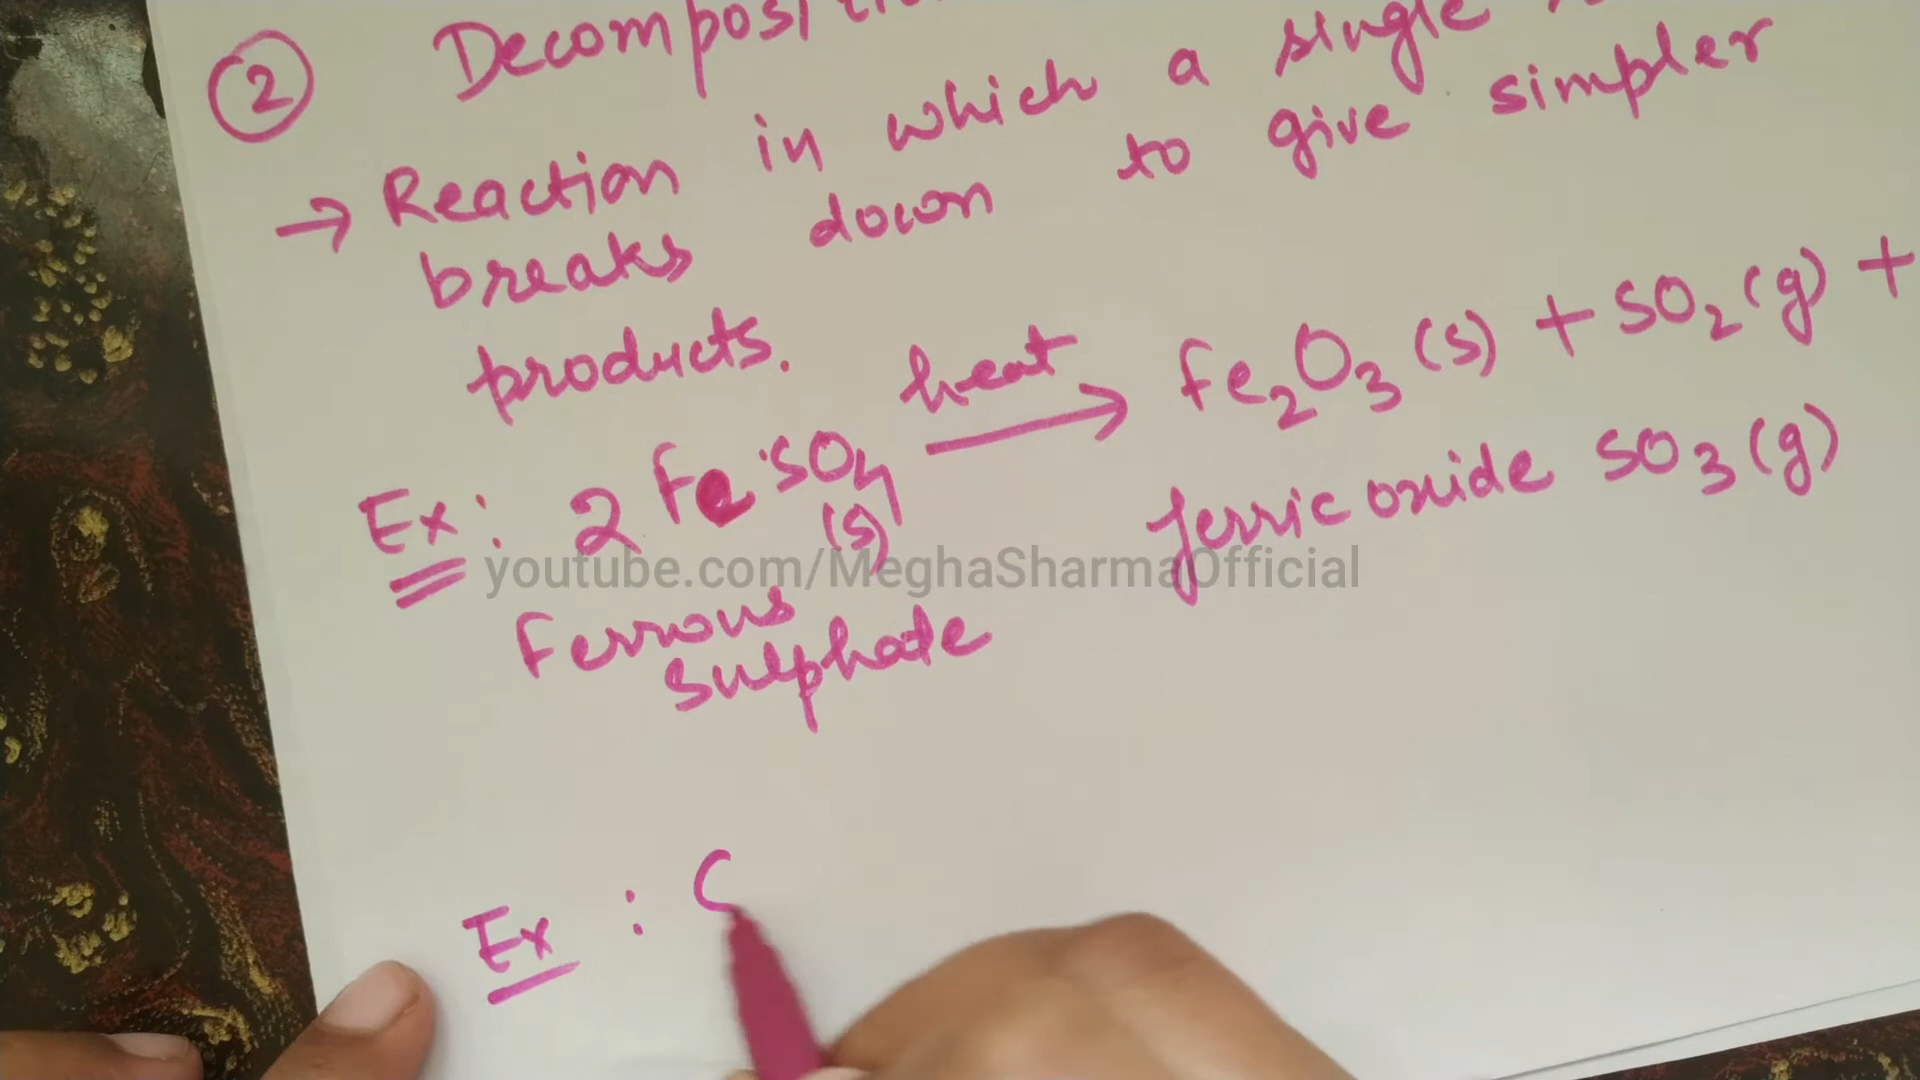 ② Decomposi
→ Reaction in which a single
breaks down to give simpler
products.
Ex: 2 FeSO₄ (s) heat → Fe₂O₃ (s) + SO₂ (g) +
Ferrous sulphate ferric oxide SO₃ (g)
youtube.com/MeghaSharmaOfficial
Ex : C